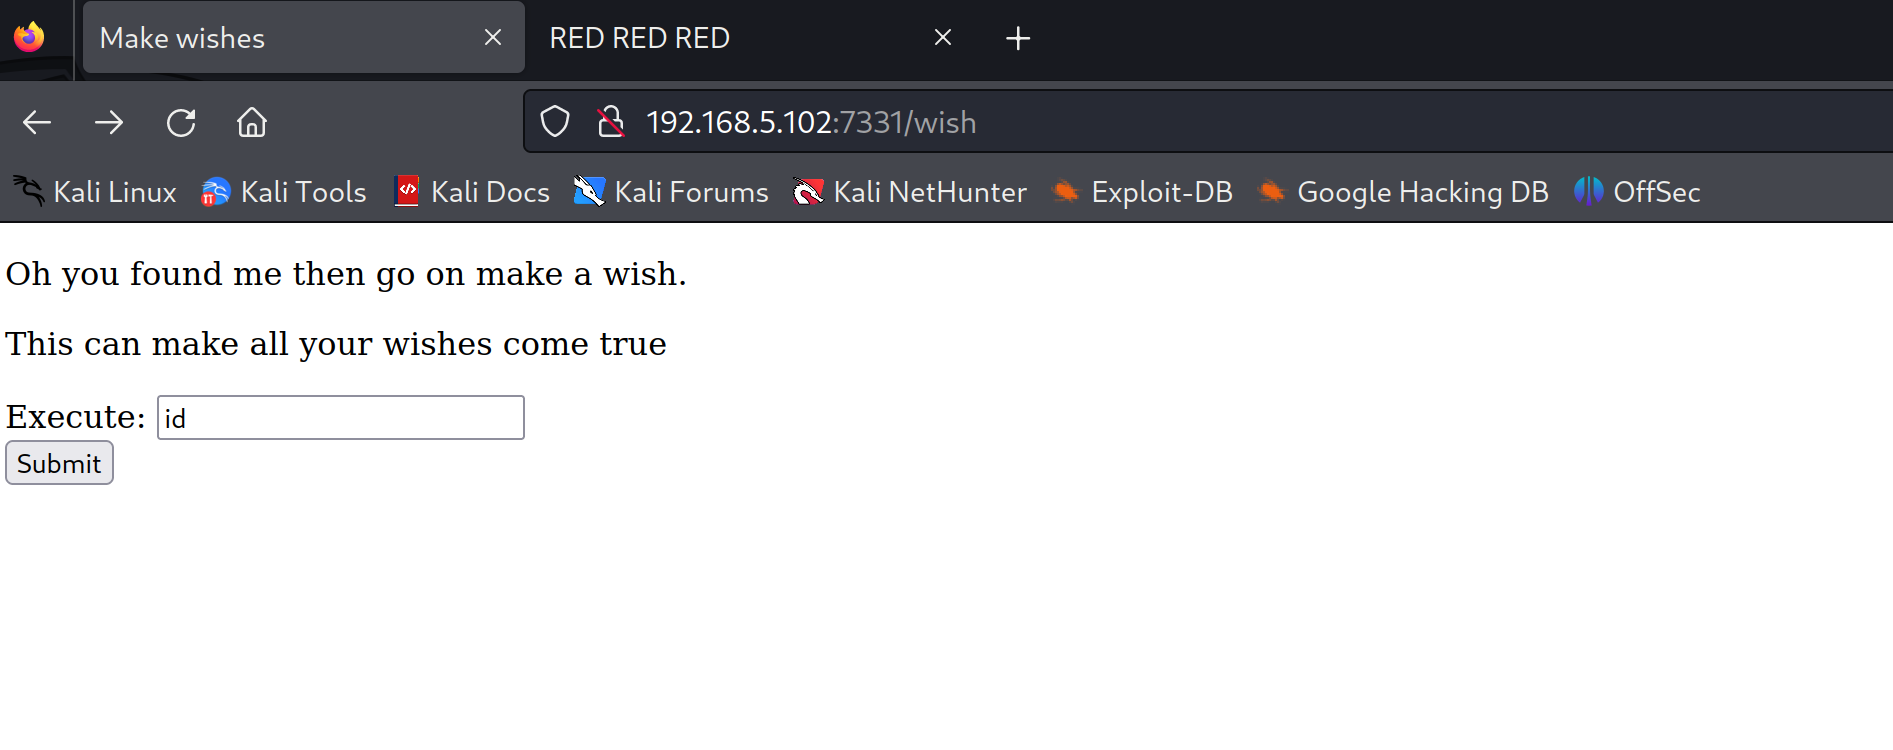 Make wishes
RED RED RED
192.168.5.102:7331/wish
Kali Linux Kali Tools Kali Docs Kali Forums Kali NetHunter Exploit-DB Google Hacking DB OffSec
Oh you found me then go on make a wish.
This can make all your wishes come true
Execute: id
Submit